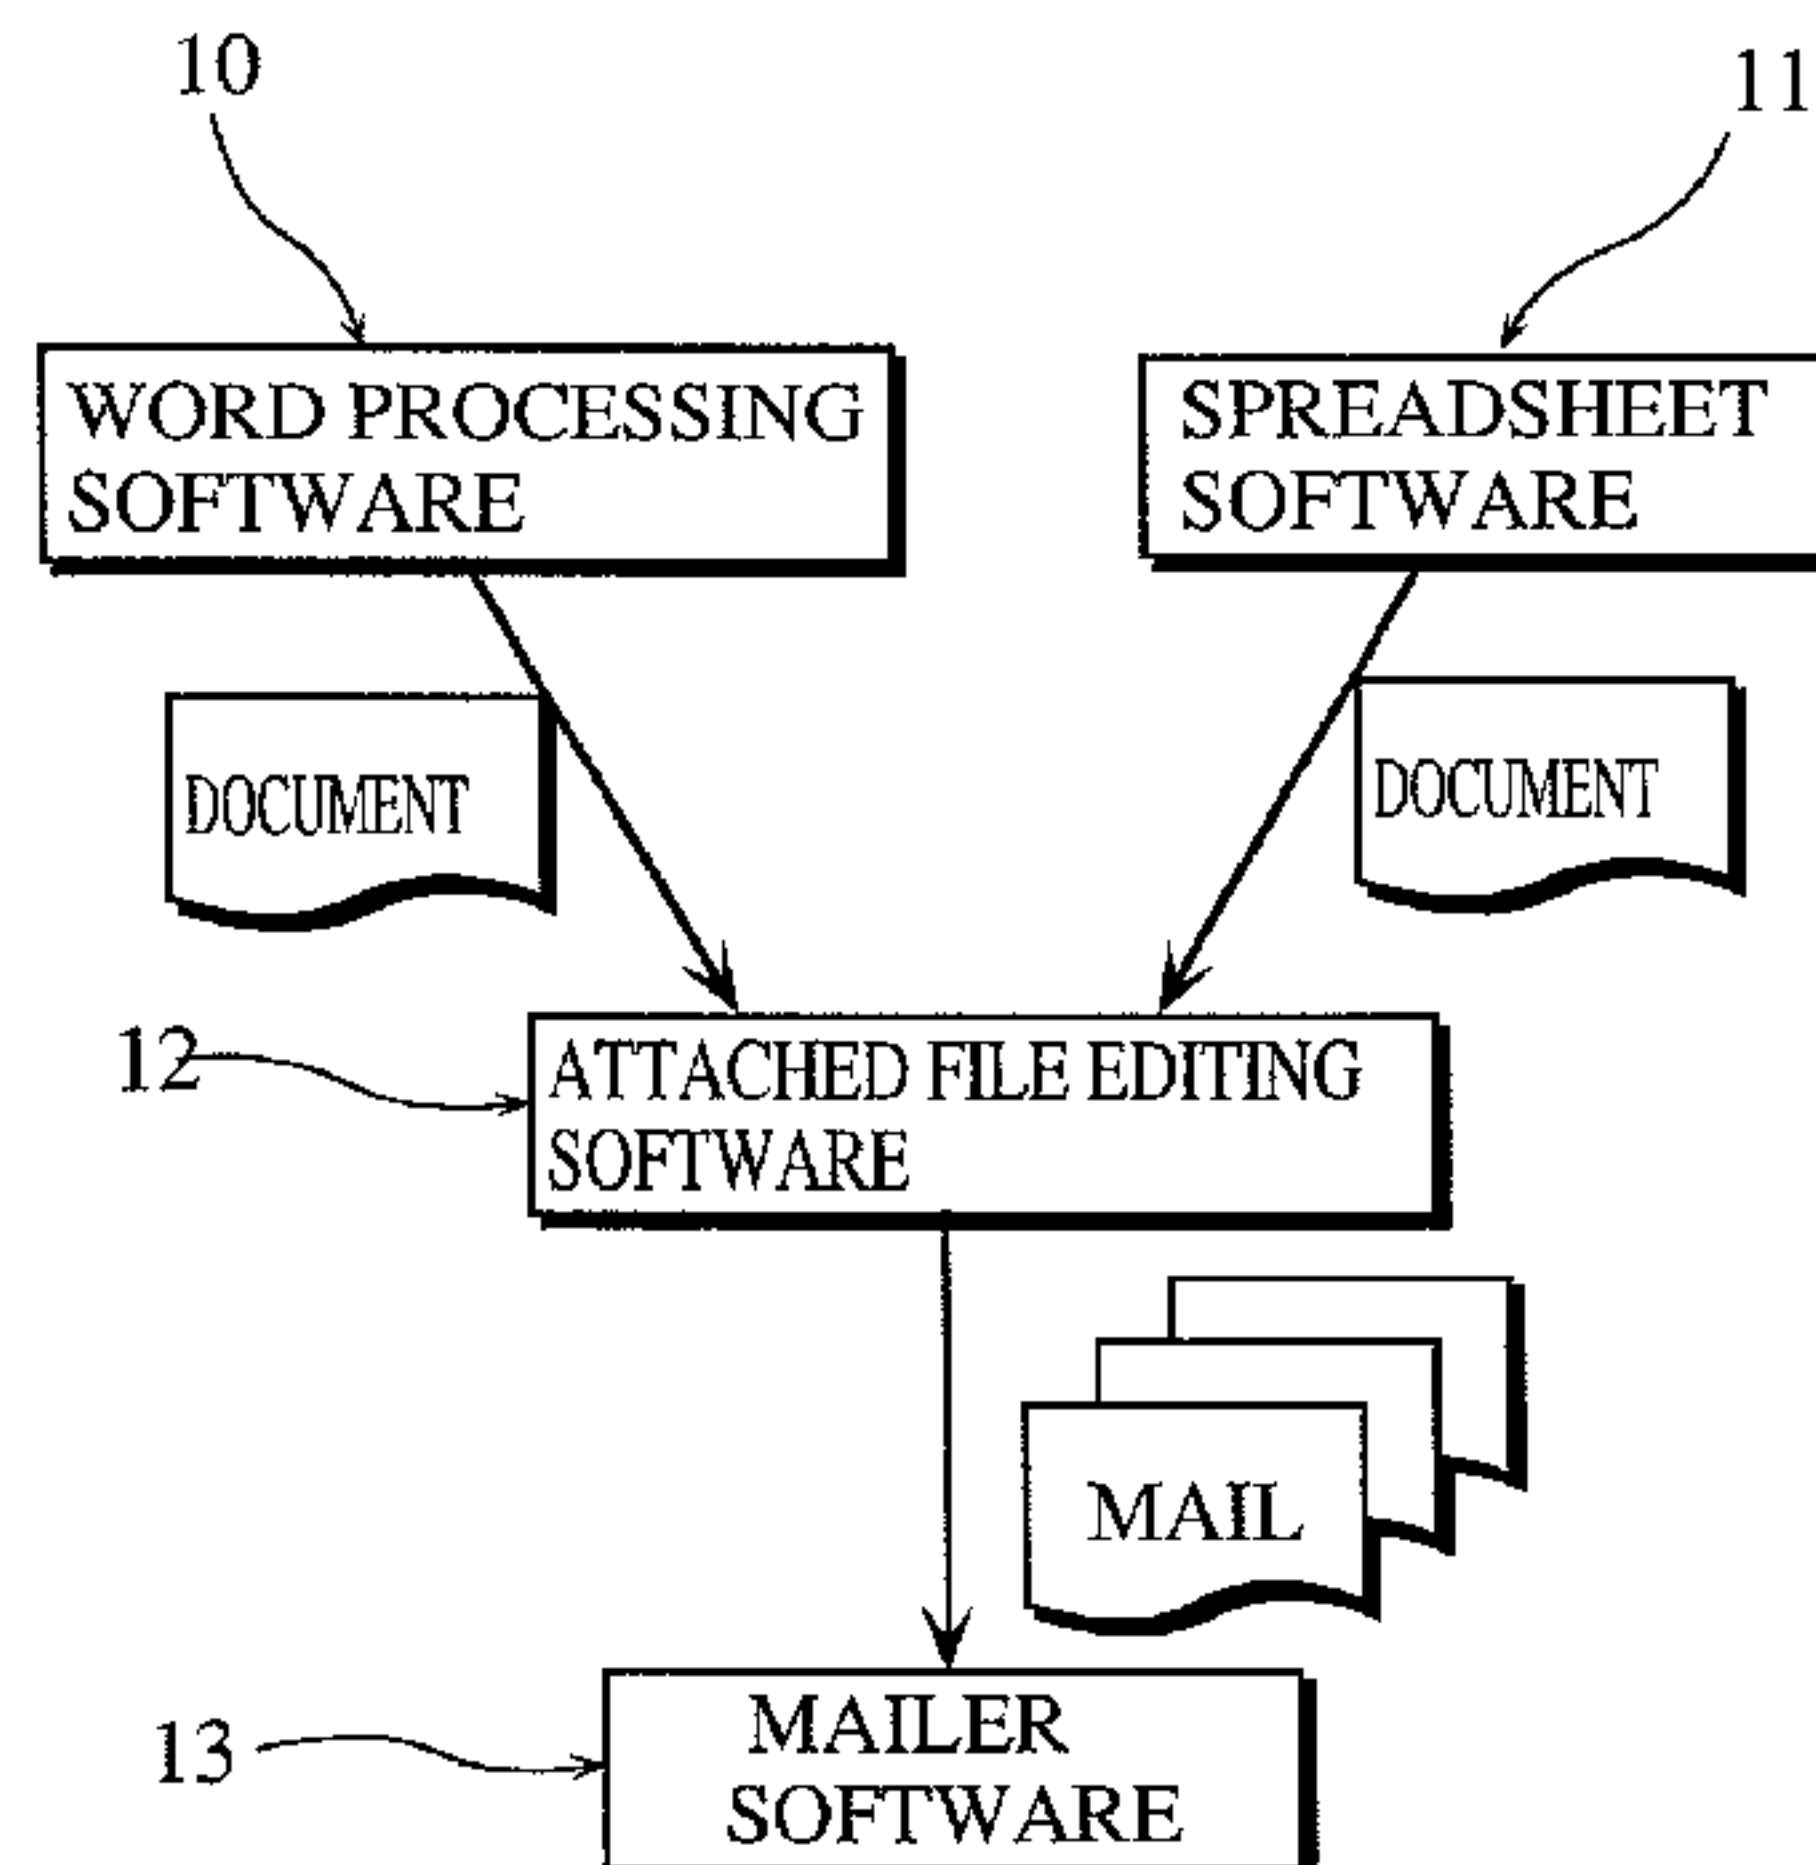 10
11
WORD PROCESSING
SOFTWARE
SPREADSHEET
SOFTWARE
DOCUMENT
DOCUMENT
12
ATTACHED FILE EDITING
SOFTWARE
MAIL
13
MAILER
SOFTWARE